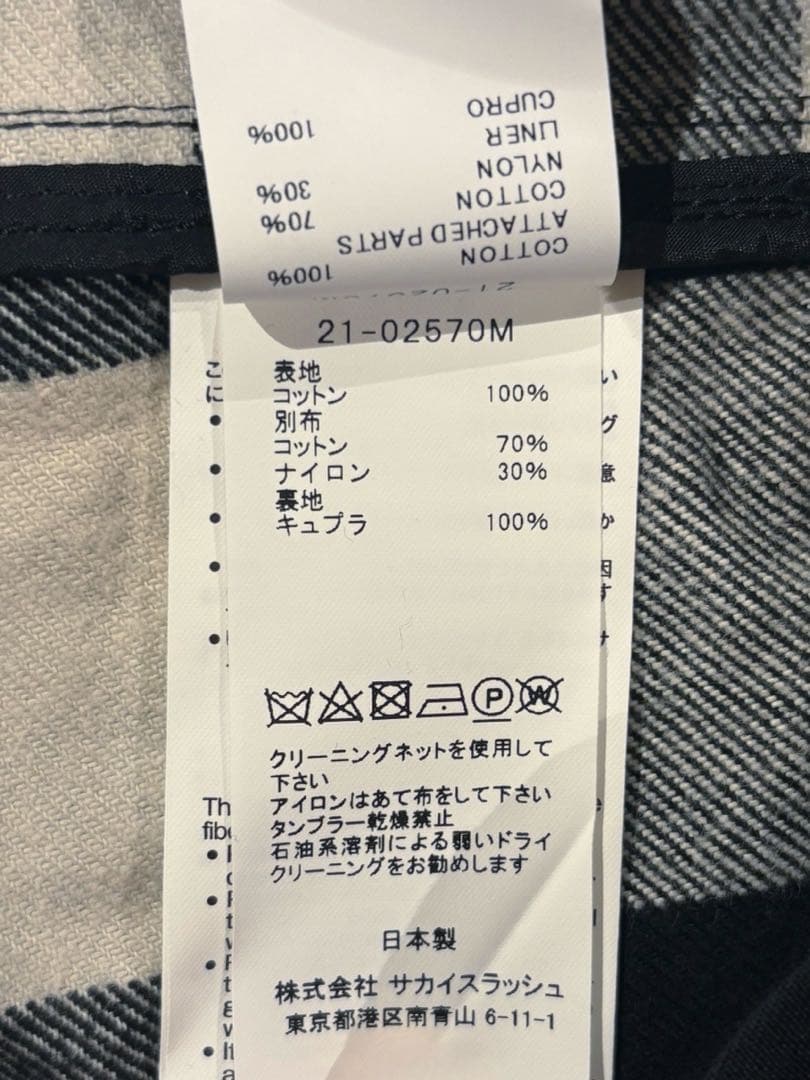 CUPRO
LINER 100%
NYLON
COTTON 30%
ATTACHED PARTS 70%
COTTON 100%
21-02570M
表地
コットン 100%
別布
コットン 70%
ナイロン 30%
裏地
キュプラ 100%
P
W
クリーニングネットを使用して
下さい
アイロンはあて布をして下さい
タンブラー乾燥禁止
石油系溶剤による弱いドライ
クリーニングをお勧めします
日本製
株式会社 サカイスラッシュ
東京都港区南青山 6-11-1